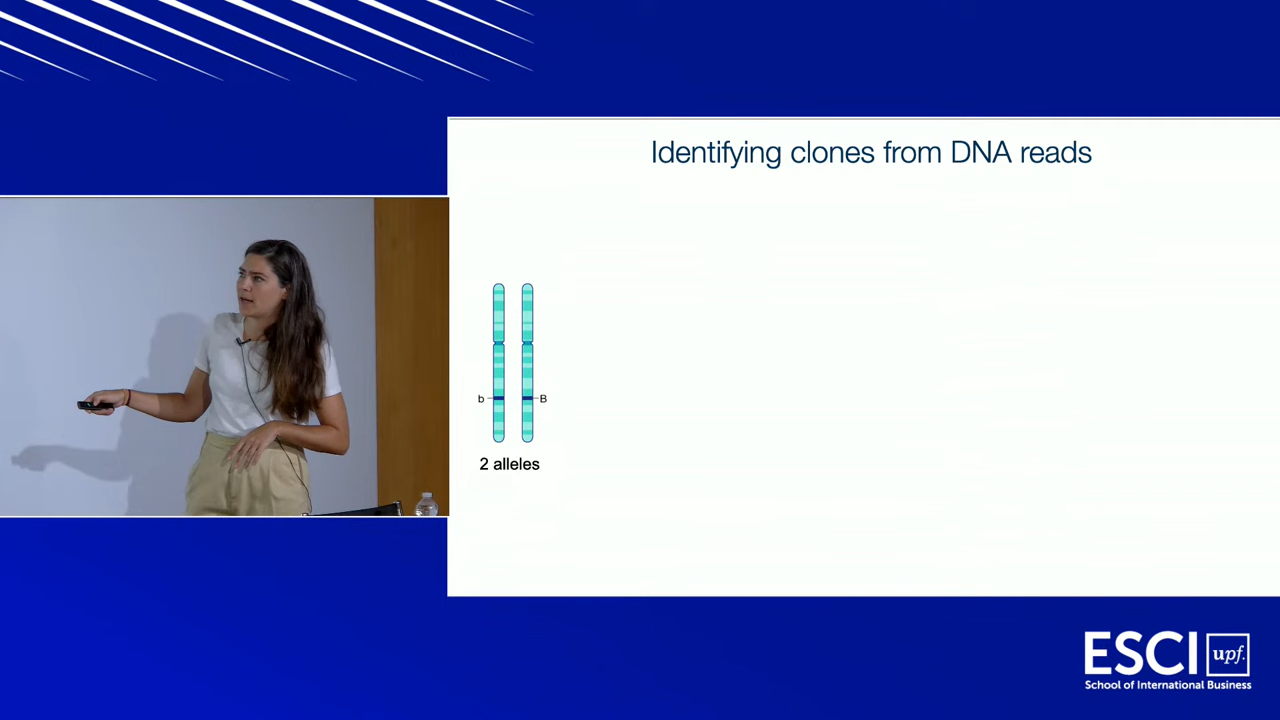 Identifying clones from DNA reads
b
B
2 alleles
ESCI upf.
School of International Business